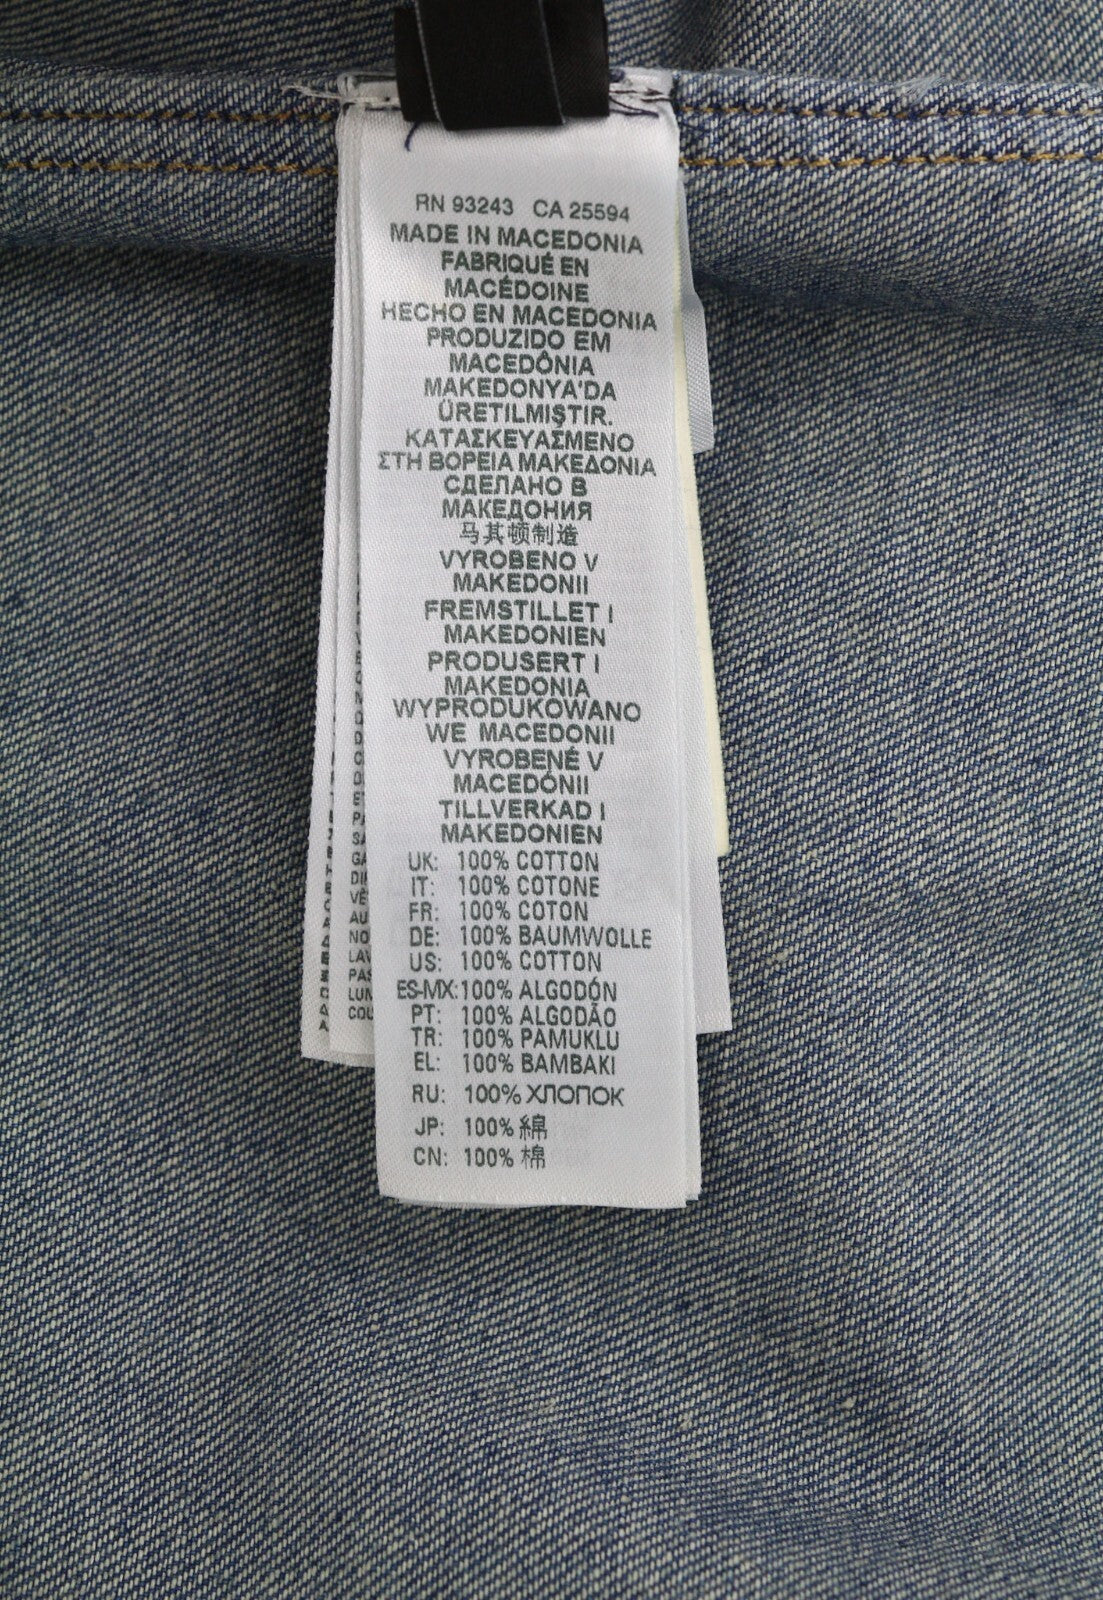 RN 93243 CA 25594
MADE IN MACEDONIA
FABRIQUÉ EN
MACÉDOINE
HECHO EN MACEDONIA
PRODUZIDO EM
MACEDÔNIA
MAKEDONYA'DA
ÜRETILMIŞTIR.
ΚΑΤΑΣΚΕΥΑΣΜΕΝΟ
ΣΤΗ ΒΟΡΕΙΑ ΜΑΚΕΔΟΝΙΑ
СДЕЛАНО В
МАКЕДОНИЯ
马其顿制造
VYROBENO V
MAKEDONII
FREMSTILLET I
MAKEDONIEN
PRODUSERT I
MAKEDONIA
WYPRODUKOWANO
WE MACEDONII
VYROBENÉ V
MACEDÓNII
TILLVERKAD I
MAKEDONIEN
UK: 100% COTTON
IT: 100% COTONE
FR: 100% COTON
DE: 100% BAUMWOLLE
US: 100% COTTON
ES-MX: 100% ALGODÓN
PT: 100% ALGODÃO
TR: 100% PAMUKLU
EL: 100% ΒΑΜΒΑΚΙ
RU: 100% ХЛОПОК
JP: 100% 綿
CN: 100% 棉